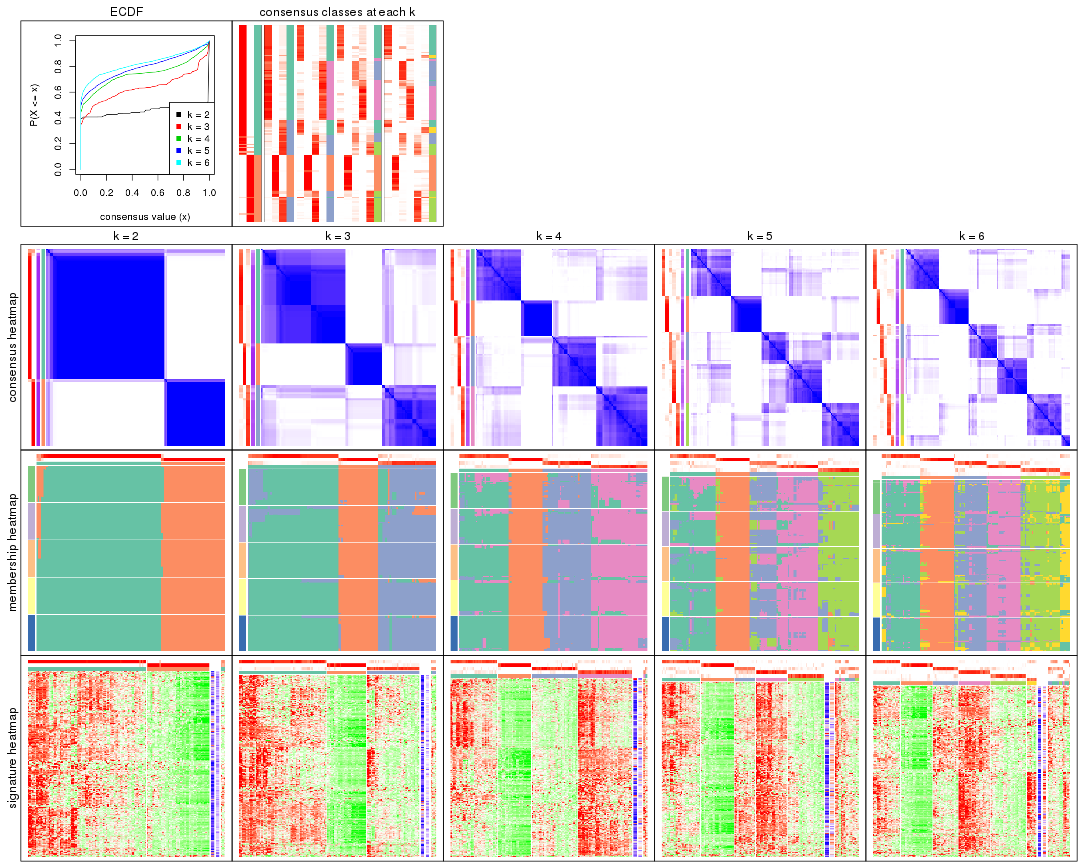 ECDF
consensus classes at each k
P(X <= x)
0.0 0.2 0.4 0.6 0.8 1.0
k = 2
k = 3
k = 4
k = 5
k = 6
0.0 0.2 0.4 0.6 0.8 1.0
consensus value (x)
k = 2 k = 3 k = 4 k = 5 k = 6
consensus heatmap
membership heatmap
signature heatmap